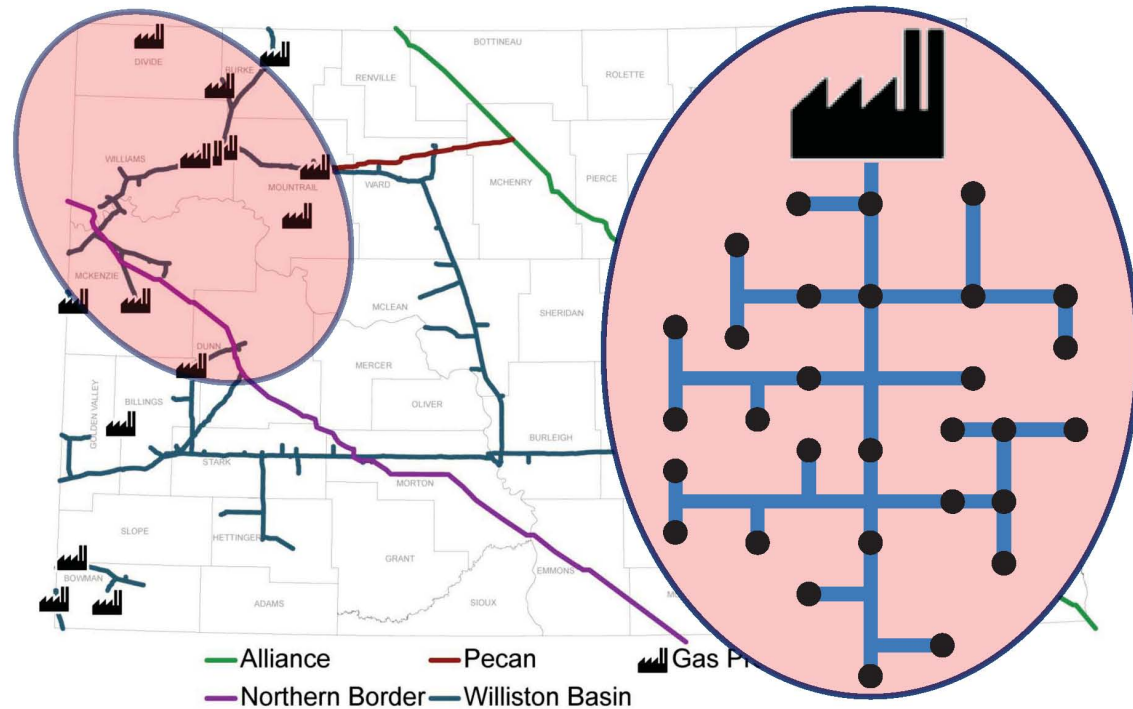 BOTTINEAU
DIVIDE
BURKE
RENVILLE
ROLETTE
WILLIAMS
MOUNTRAIL
WARD
MCHENRY
PIERCE
MCKENZIE
MCLEAN
SHERIDAN
DUNN
MERCER
GOLDEN VALLEY
BILLINGS
OLIVER
BURLEIGH
STARK
MORTON
SLOPE
HETTINGER
GRANT
EMMONS
BOWMAN
ADAMS
SIOUX
Alliance Pecan Gas
Northern Border Williston Basin